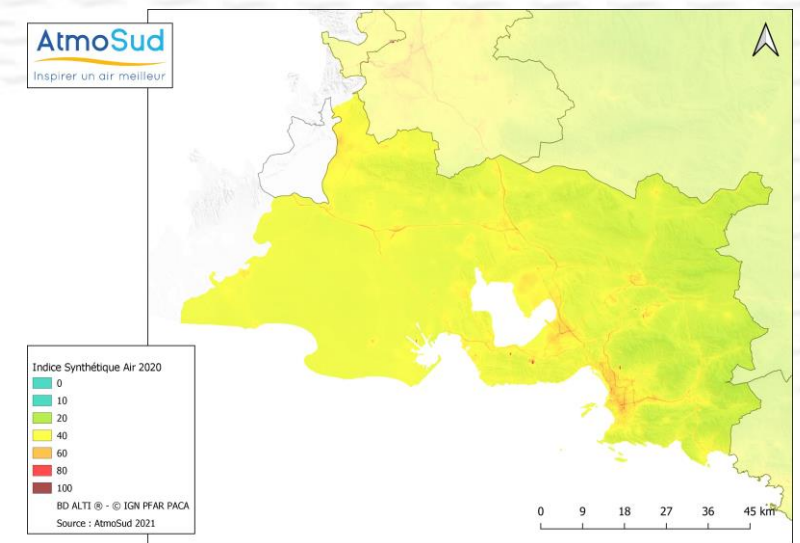 AtmoSud
Inspirer un air meilleur
Indice Synthétique Air 2020
0
10
20
40
60
80
100
BD ALTI ® - © IGN PFAR PACA
Source : AtmoSud 2021
0 9 18 27 36 45 km